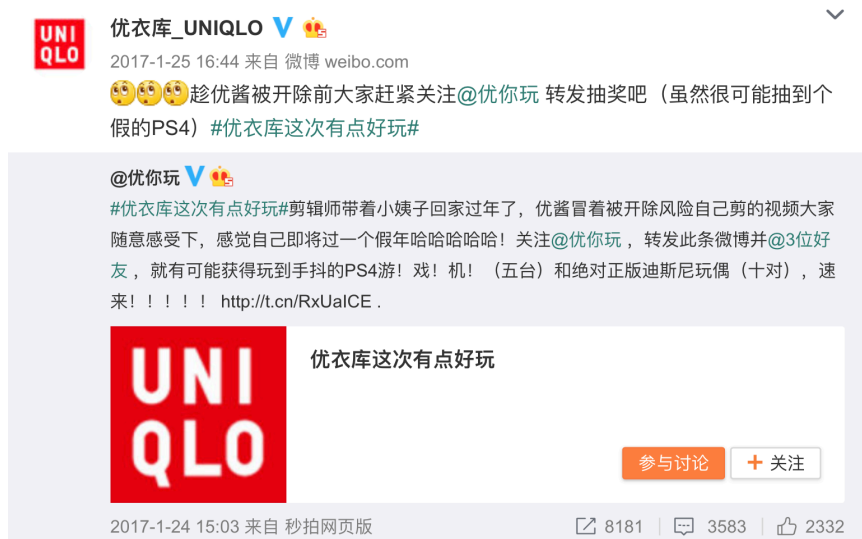 UNI
QLO
优衣库_UNIQLO
2017-1-25 16:44 来自 微博 weibo.com
趁优酱被开除前大家赶紧关注@优你玩 转发抽奖吧（虽然很可能抽到个
假的PS4）#优衣库这次有点好玩#
@优你玩
#优衣库这次有点好玩#剪辑师带着小姨子回家过年了，优酱冒着被开除风险自己剪的视频大家
随意感受下，感觉自己即将过一个假年哈哈哈哈哈！关注@优你玩 ，转发此条微博并@3位好
友 ，就有可能获得玩到手抖的PS4游！戏！机！（五台）和绝对正版迪斯尼玩偶（十对），速
来！！！！！ http://t.cn/RxUaICE .
UNI
QLO
优衣库这次有点好玩
参与讨论
+ 关注
2017-1-24 15:03 来自 秒拍网页版
8181
3583
2332